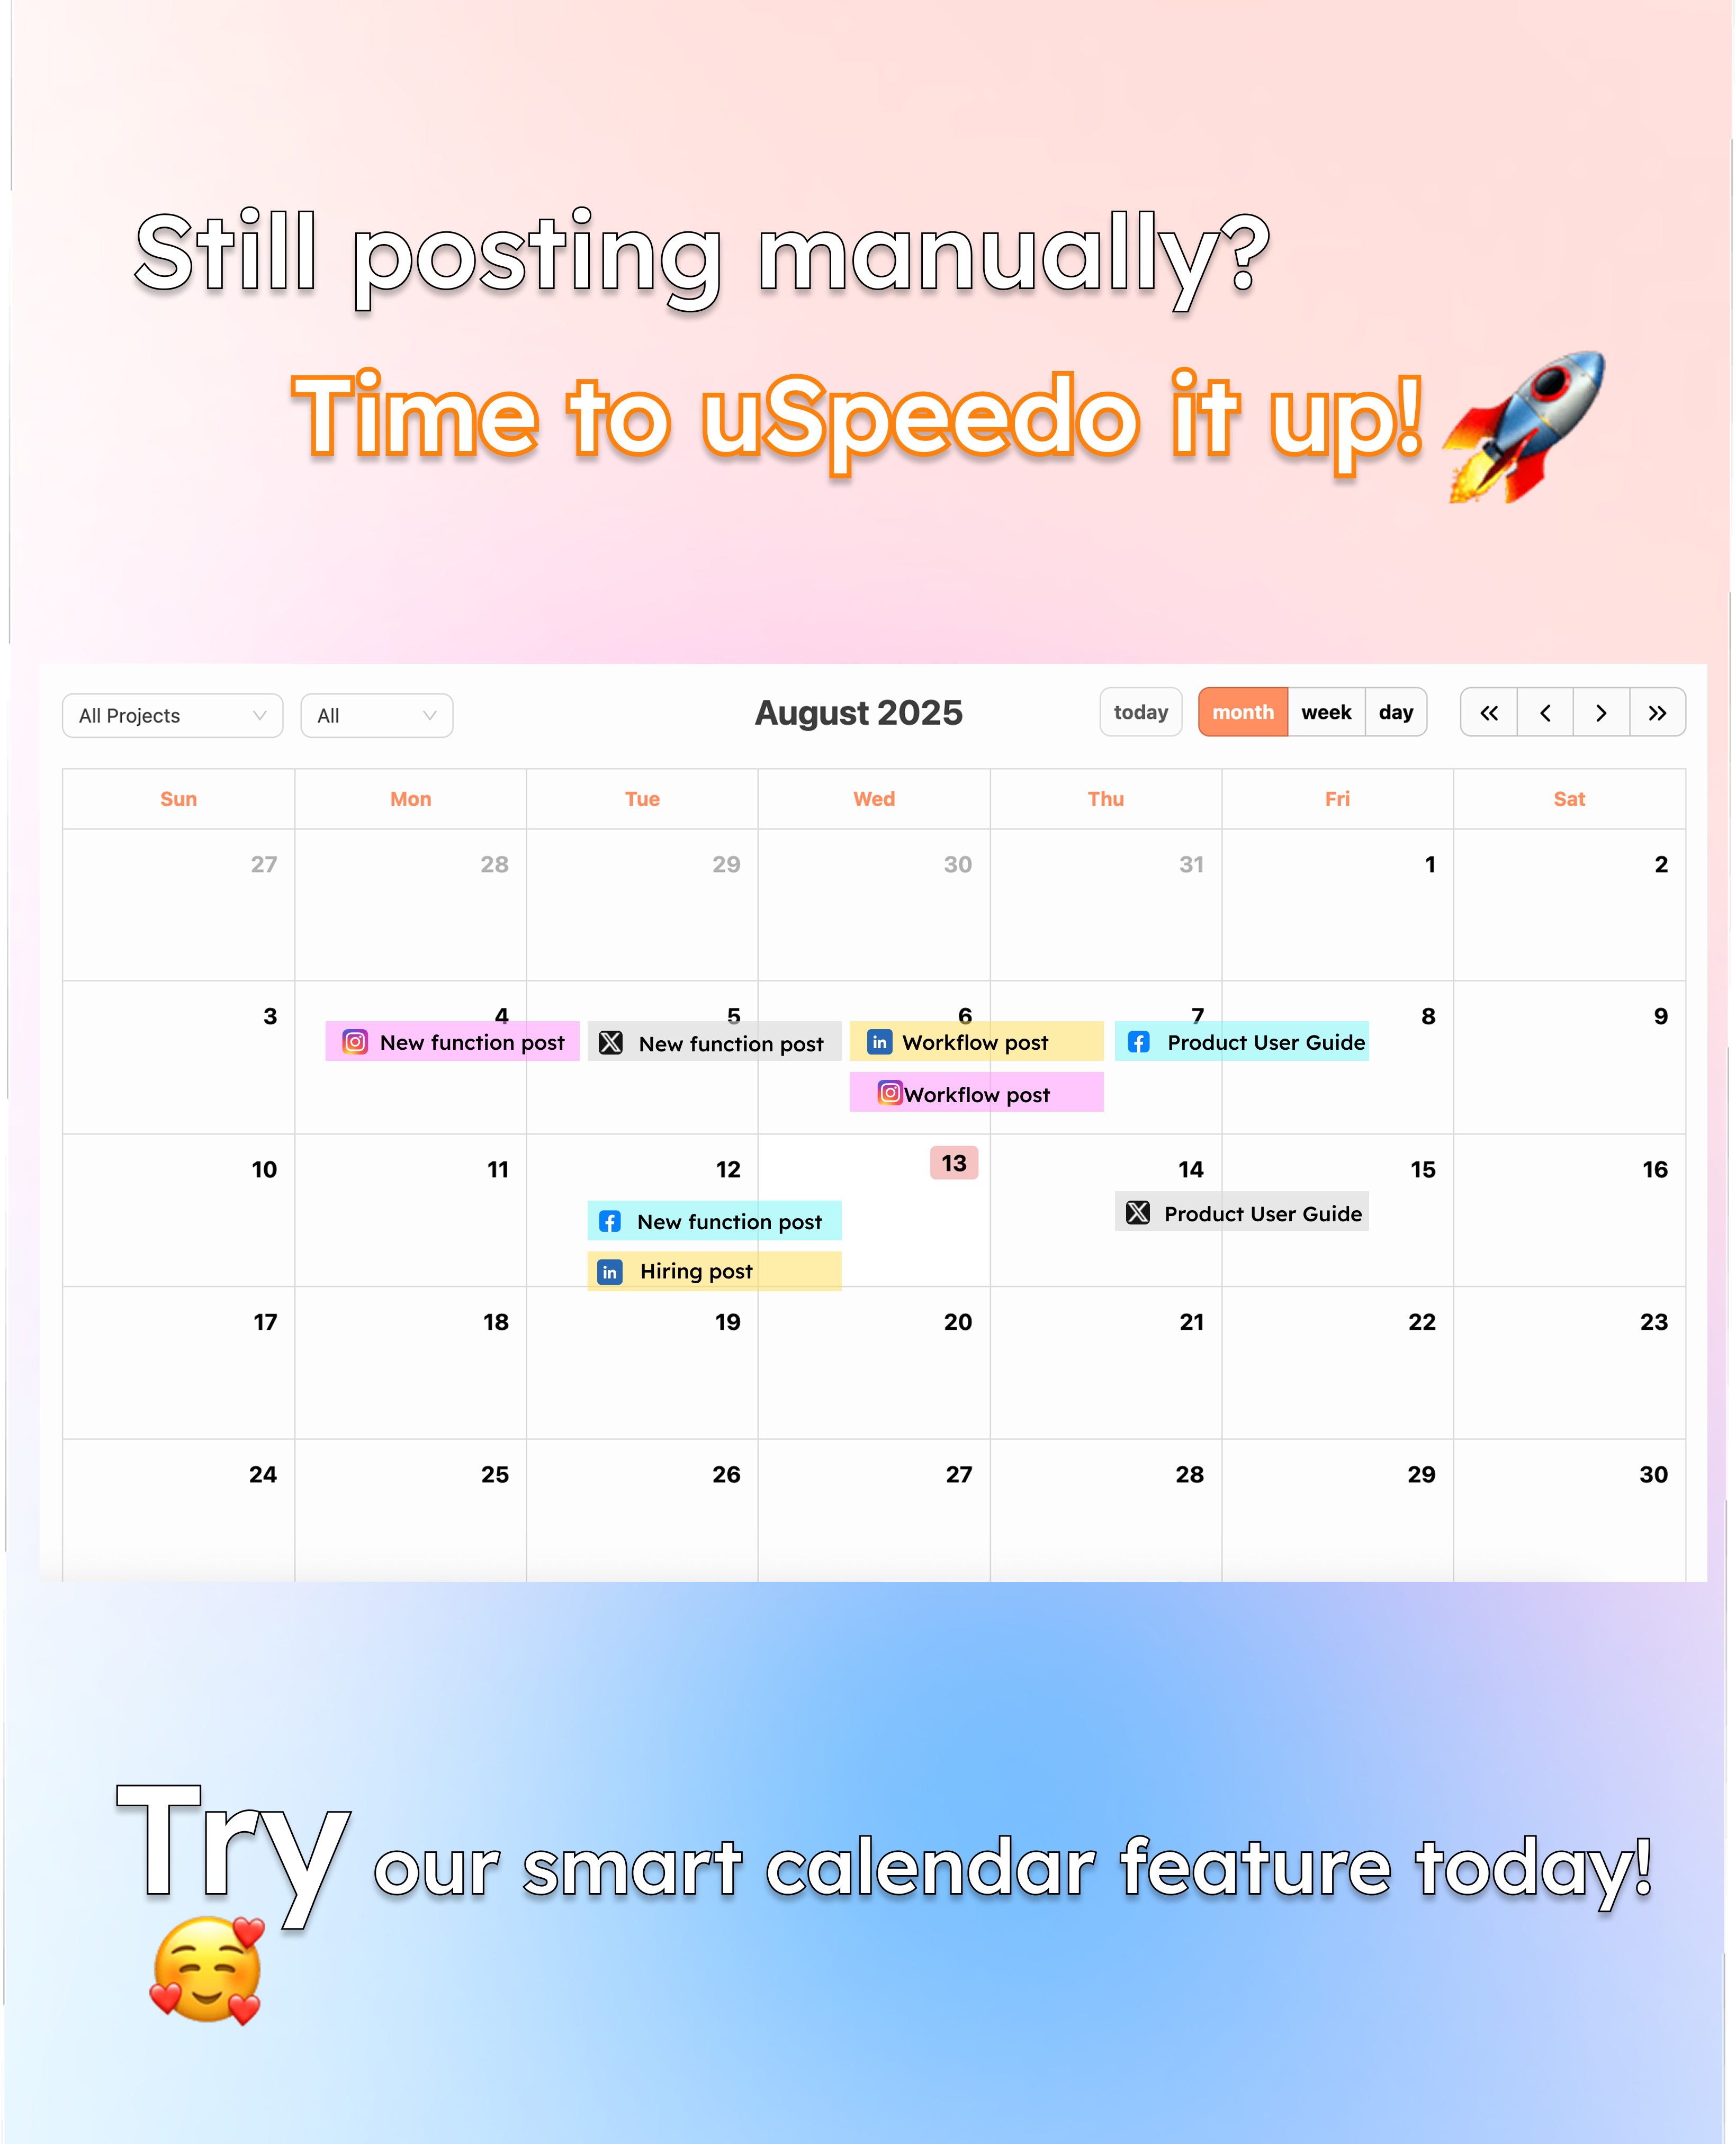 Still posting manually?
Time to uSpeedo it up!
All Projects All August 2025 today month week day
Sun Mon Tue Wed Thu Fri Sat
27 28 29 30 31 1 2
3 4 5 6 7 8 9
New function post New function post Workflow post Product User Guide
Workflow post
10 11 12 13 14 15 16
New function post Product User Guide
Hiring post
17 18 19 20 21 22 23
24 25 26 27 28 29 30
Try our smart calendar feature today!